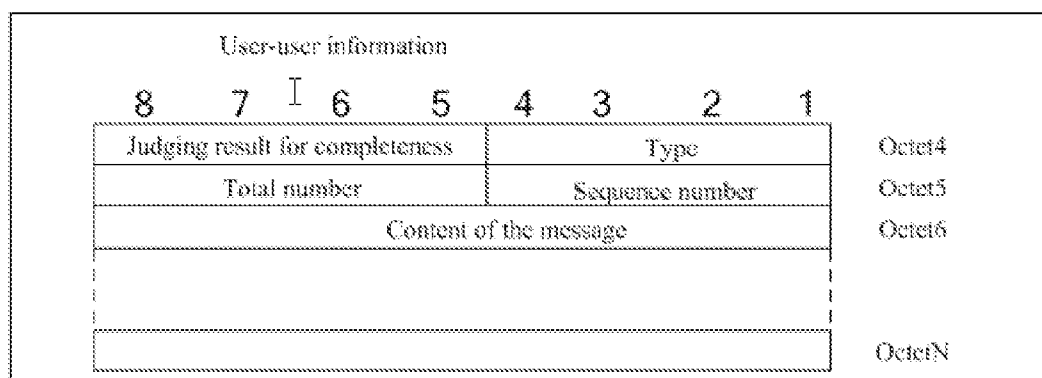 User-user information
8 7 6 5 4 3 2 1
Judging result for completeness Type Octet4
Total number Sequence number Octet5
Content of the message Octet6
OctetN